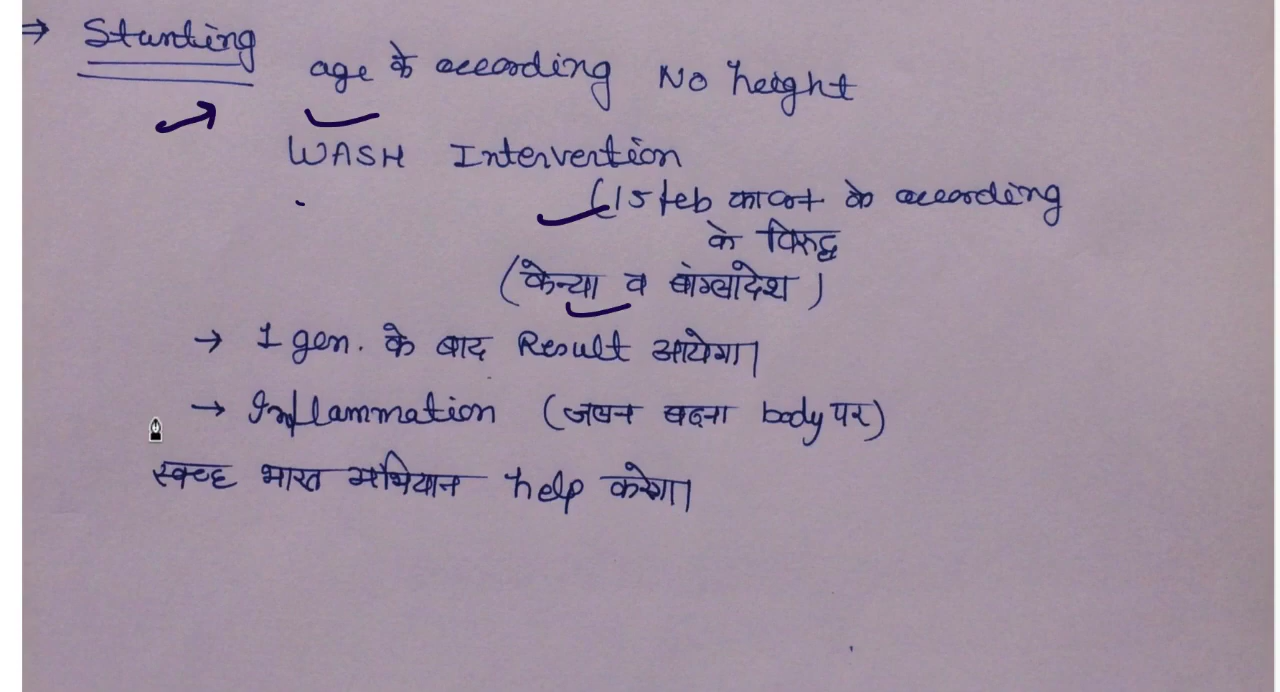 ⇒ Stunting
age के according No height
WASH Intervention
(15 feb के according
के विरुद्ध
(केन्या व बांग्लादेश)
→ 1 gen. के बाद Result आयेगा।
→ Inflammation (जलन बढ़ना body पर)
स्वच्छ भारत अभियान help करेगा।